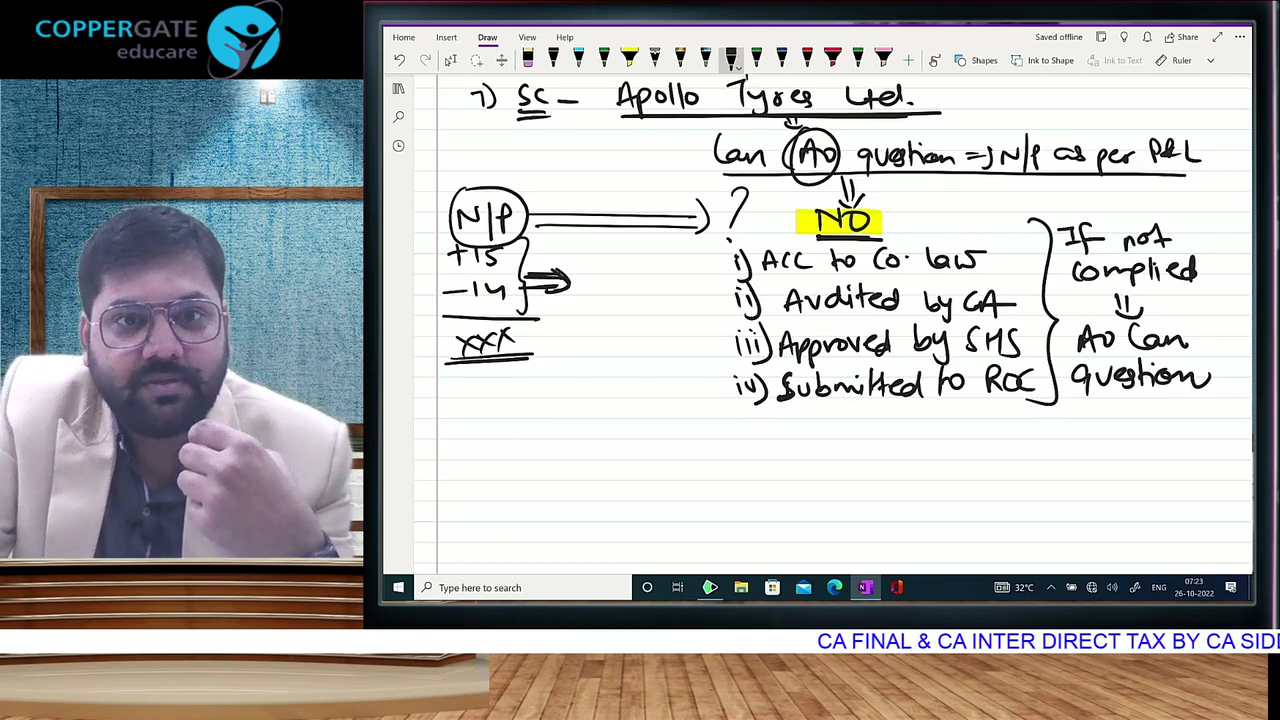 COPPERGATE
educare
Home Insert Draw View Help
Saved offline
Share
Shapes
Ink to Shape
Ink to Text
Ruler
7) SC – Apollo Tyres Ltd.
Can AO question => N/P as per P&L
?
NO
i) ACC to Co. law
ii) Audited by CA
iii) Approved by SHS
iv) Submitted to ROC
If not
complied
AO Can
question
N/P
+15
-14
xxx
Type here to search
32°C
ENG
07:23
26-10-2022
CA FINAL & CA INTER DIRECT TAX BY CA SIDD